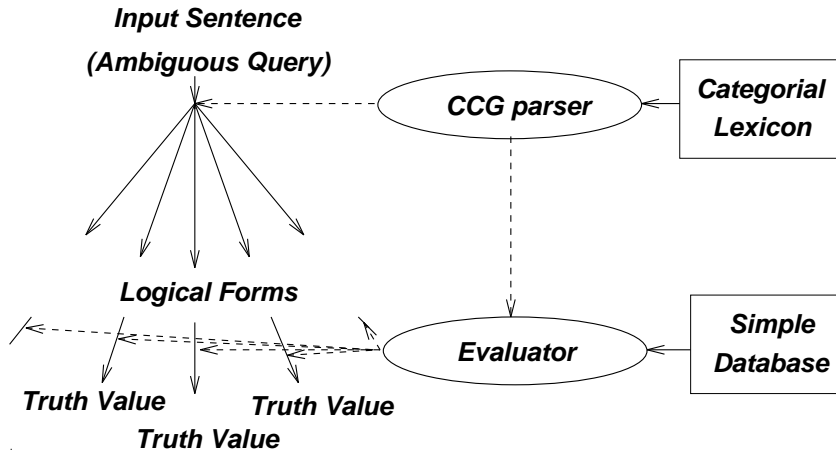 Input Sentence
(Ambiguous Query)
CCG parser
Categorial
Lexicon
Logical Forms
Evaluator
Simple
Database
Truth Value
Truth Value
Truth Value